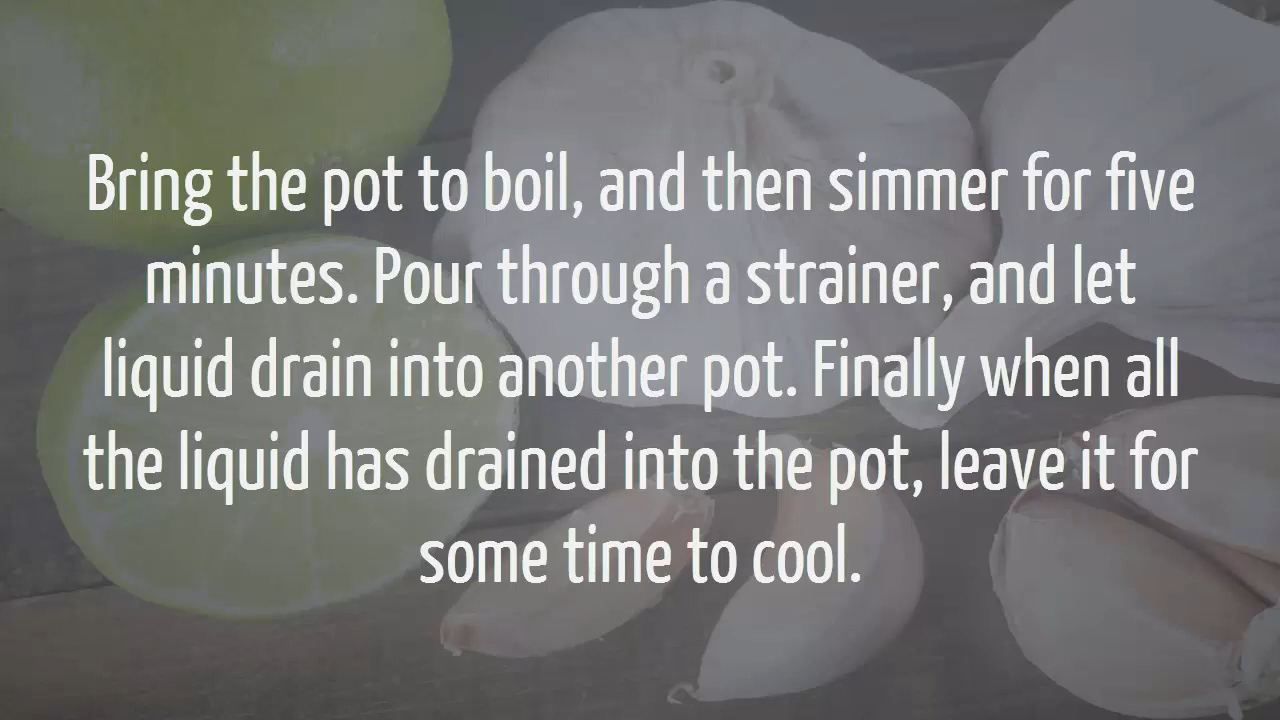 Bring the pot to boil, and then simmer for five
minutes. Pour through a strainer, and let
liquid drain into another pot. Finally when all
the liquid has drained into the pot, leave it for
some time to cool.